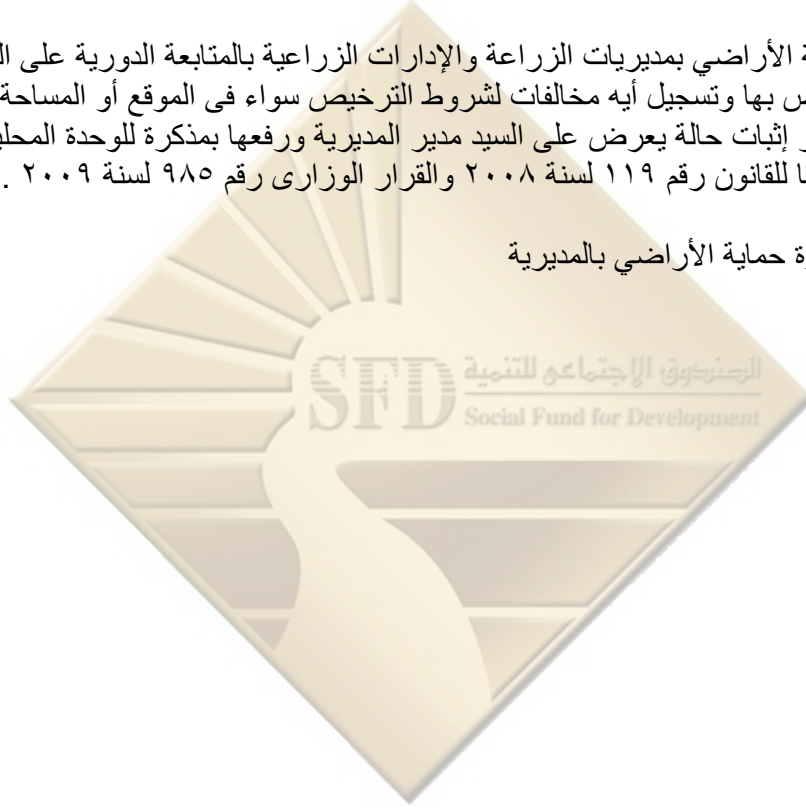 ة الأراضي بمديريات الزراعة والإدارات الزراعية بالمتابعة الدورية على ال
س بها وتسجيل أيه مخالفات لشروط الترخيص سواء فى الموقع أو المساحة
ر إثبات حالة يعرض على السيد مدير المديرية ورفعها بمذكرة للوحدة المحلي
ا للقانون رقم ١١٩ لسنة ٢٠٠٨ والقرار الوزارى رقم ٩٨٥ لسنة ٢٠٠٩ .
ة حماية الأراضي بالمديرية
الصندوق الإجتماعى للتنمية
SFD Social Fund for Development